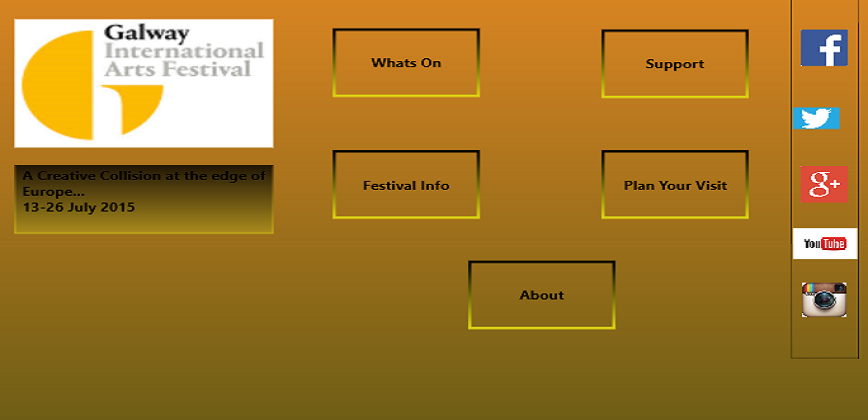 Galway
International
Arts Festival
A Creative Collision at the edge of
Europe...
13-26 July 2015
Whats On
Support
Festival Info
Plan Your Visit
About
f
g+
YouTube